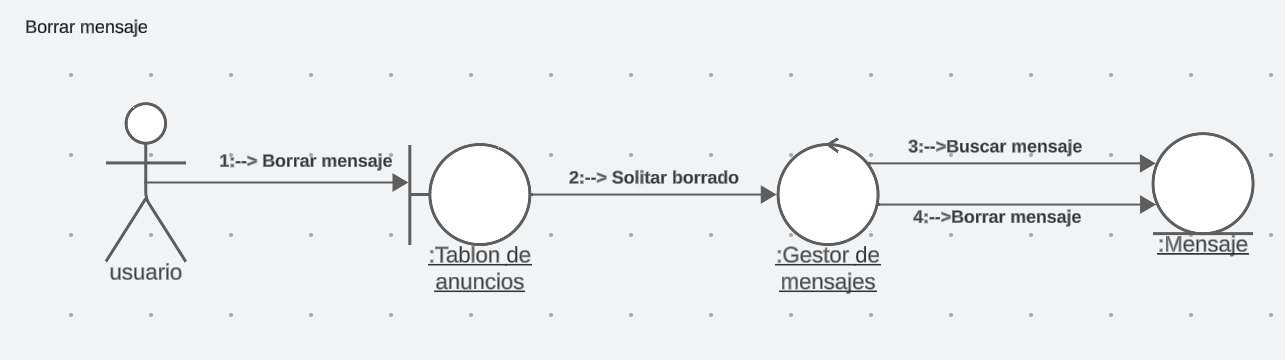 Borrar mensaje
1:--> Borrar mensaje
2:--> Solitar borrado
3:-->Buscar mensaje
4:-->Borrar mensaje
usuario
:Tablon de
anuncios
:Gestor de
mensajes
:Mensaje